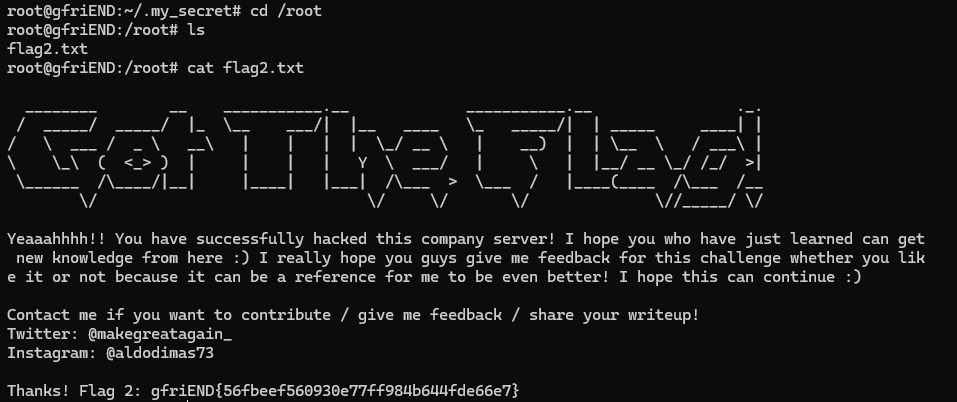 root@gfriEND:~/.my_secret# cd /root
root@gfriEND:/root# ls
flag2.txt
root@gfriEND:/root# cat flag2.txt
Got The Flag!
Yeaaahhhh!! You have successfully hacked this company server! I hope you who have just learned can get
 new knowledge from here :) I really hope you guys give me feedback for this challenge whether you lik
e it or not because it can be a reference for me to be even better! I hope this can continue :)
Contact me if you want to contribute / give me feedback / share your writeup!
Twitter: @makegreatagain_
Instagram: @aldodimas73
Thanks! Flag 2: gfriEND{56fbeef560930e77ff984b644fde66e7}